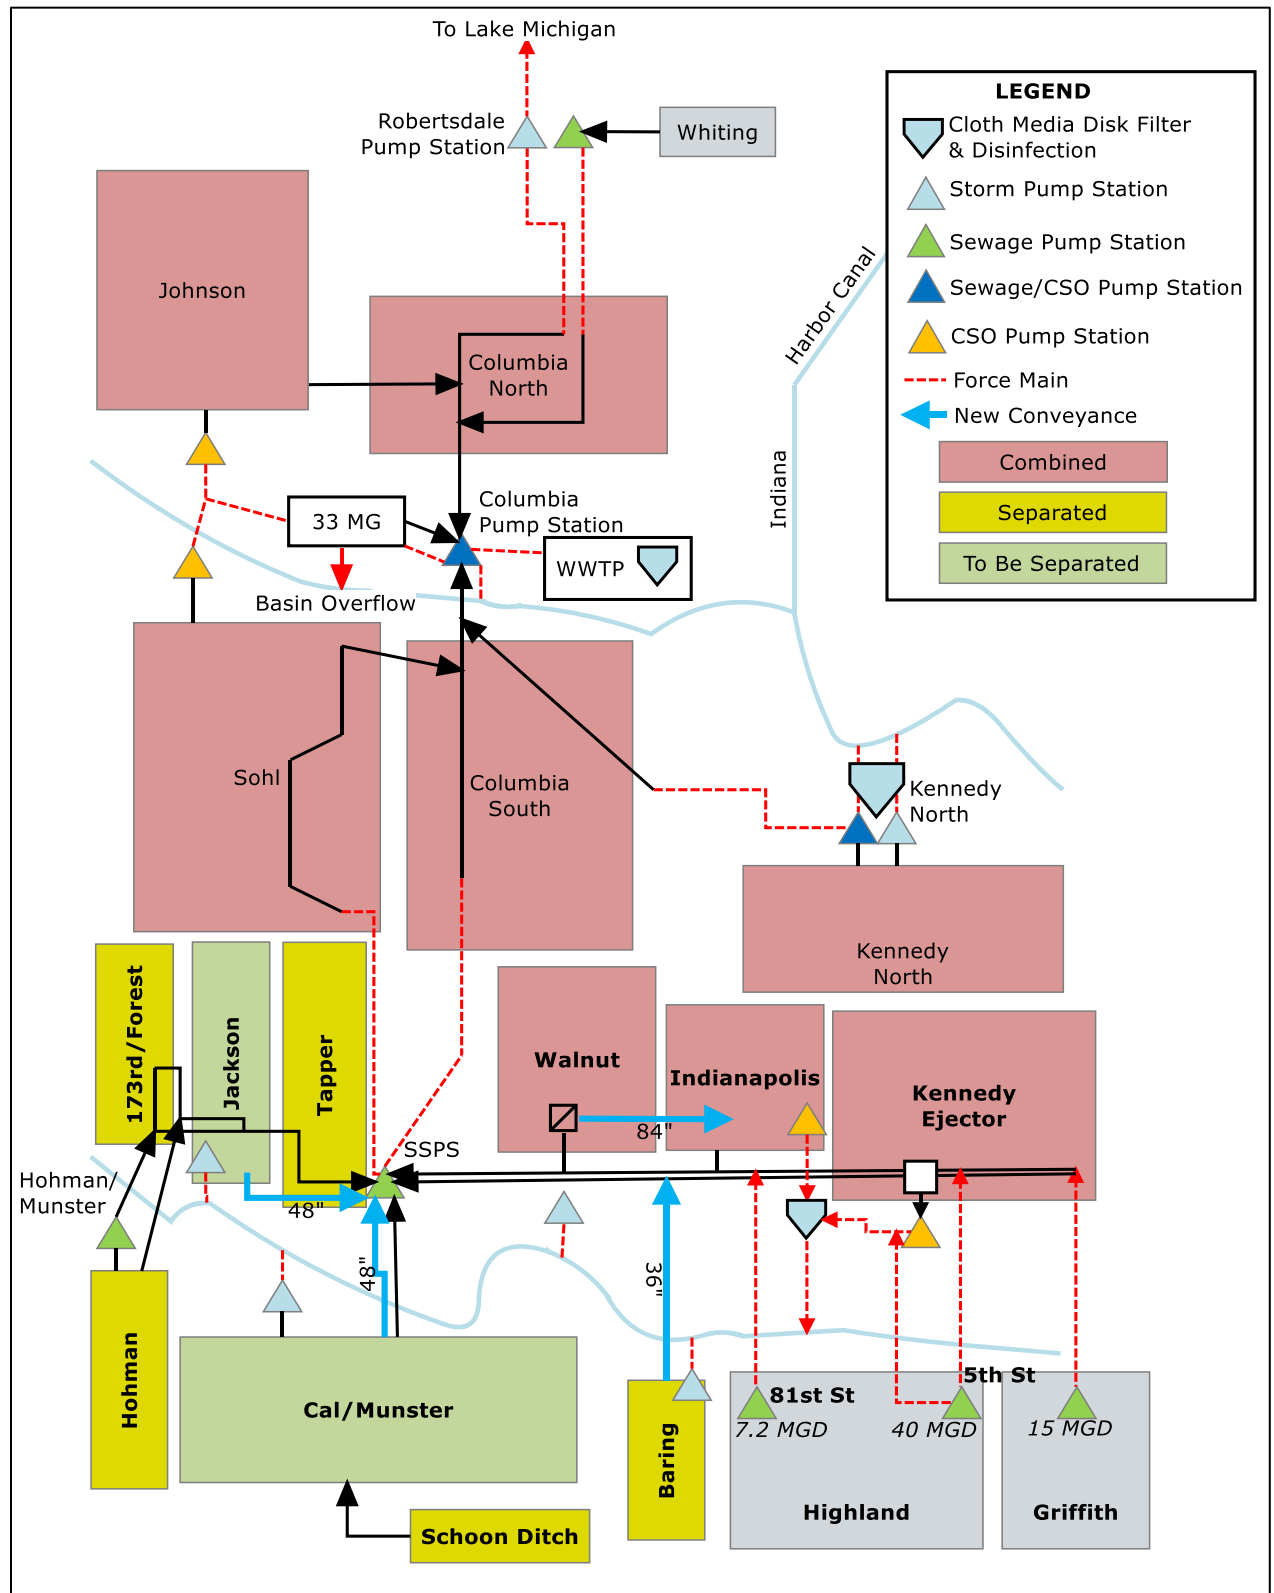 To Lake Michigan
Robertsdale
Pump Station
Whiting
LEGEND
Cloth Media Disk Filter
& Disinfection
Storm Pump Station
Sewage Pump Station
Sewage/CSO Pump Station
CSO Pump Station
Force Main
New Conveyance
Combined
Separated
To Be Separated
Johnson
Columbia
North
Harbor Canal
Indiana
33 MG
Columbia
Pump Station
WWTP
Basin Overflow
Sohl
Columbia
South
Kennedy
North
Kennedy
North
173rd/Forest
Jackson
Tapper
Walnut
Indianapolis
Kennedy
Ejector
84"
SSPS
Hohman/
Munster
48"
48"
36"
Hohman
Cal/Munster
Baring
81st St
7.2 MGD
5th St
40 MGD
15 MGD
Highland
Griffith
Schoon Ditch